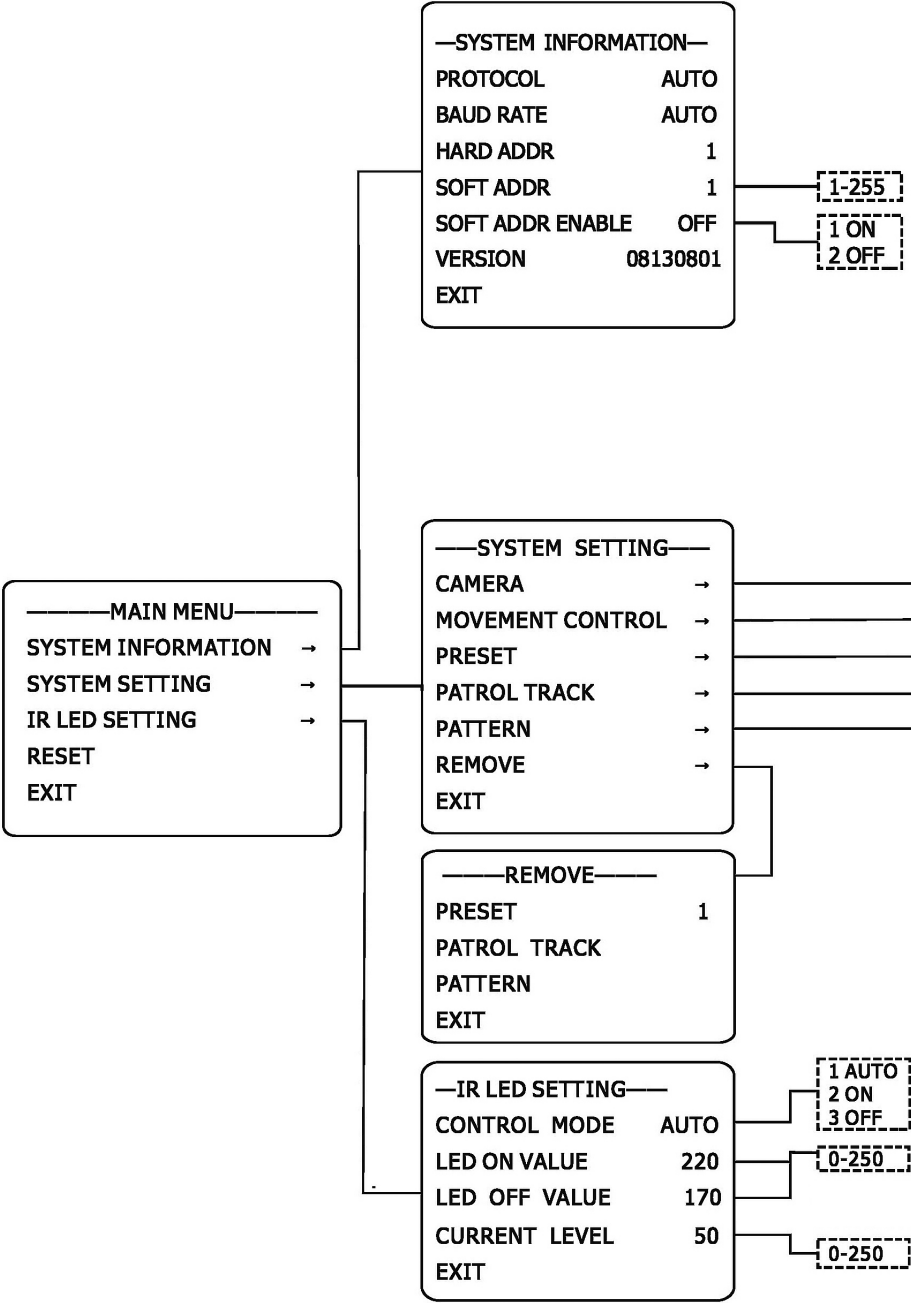 —SYSTEM INFORMATION—
PROTOCOL AUTO
BAUD RATE AUTO
HARD ADDR 1
SOFT ADDR 1
1-255
SOFT ADDR ENABLE OFF
1 ON
2 OFF
VERSION 08130801
EXIT
————MAIN MENU————
SYSTEM INFORMATION →
SYSTEM SETTING →
IR LED SETTING →
RESET
EXIT
——SYSTEM SETTING——
CAMERA →
MOVEMENT CONTROL →
PRESET →
PATROL TRACK →
PATTERN →
REMOVE →
EXIT
———REMOVE———
PRESET 1
PATROL TRACK
PATTERN
EXIT
—IR LED SETTING——
CONTROL MODE AUTO
1 AUTO
2 ON
3 OFF
LED ON VALUE 220
LED OFF VALUE 170
0-250
CURRENT LEVEL 50
0-250
EXIT